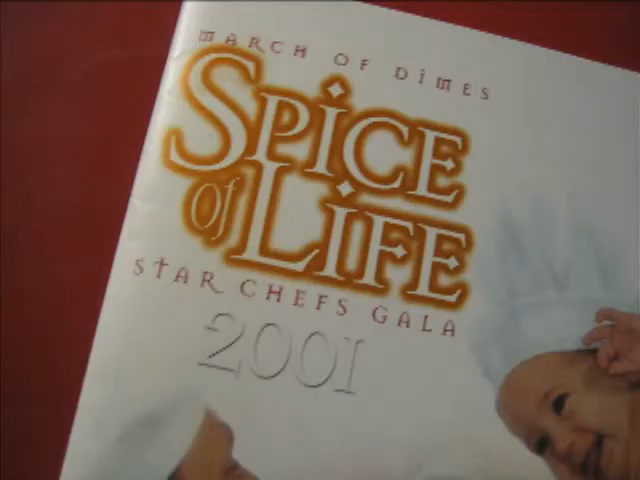 MARCH OF DIMES
SPICE
of LIFE
STAR CHEFS GALA
2001